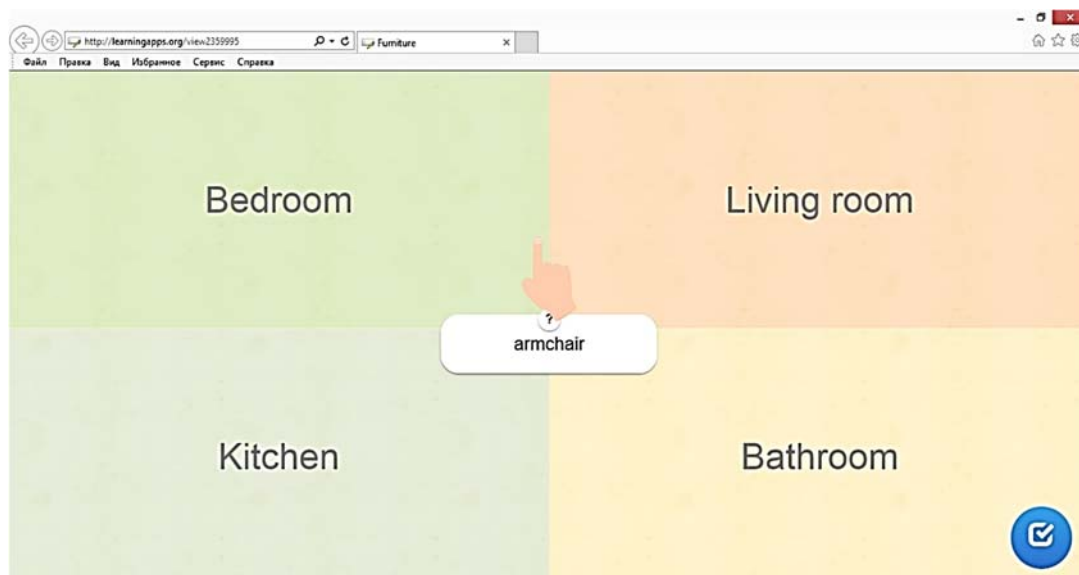 http://learningapps.org/view2359995
Furniture
Файл Правка Вид Избранное Сервис Справка
Bedroom
Living room
?
armchair
Kitchen
Bathroom